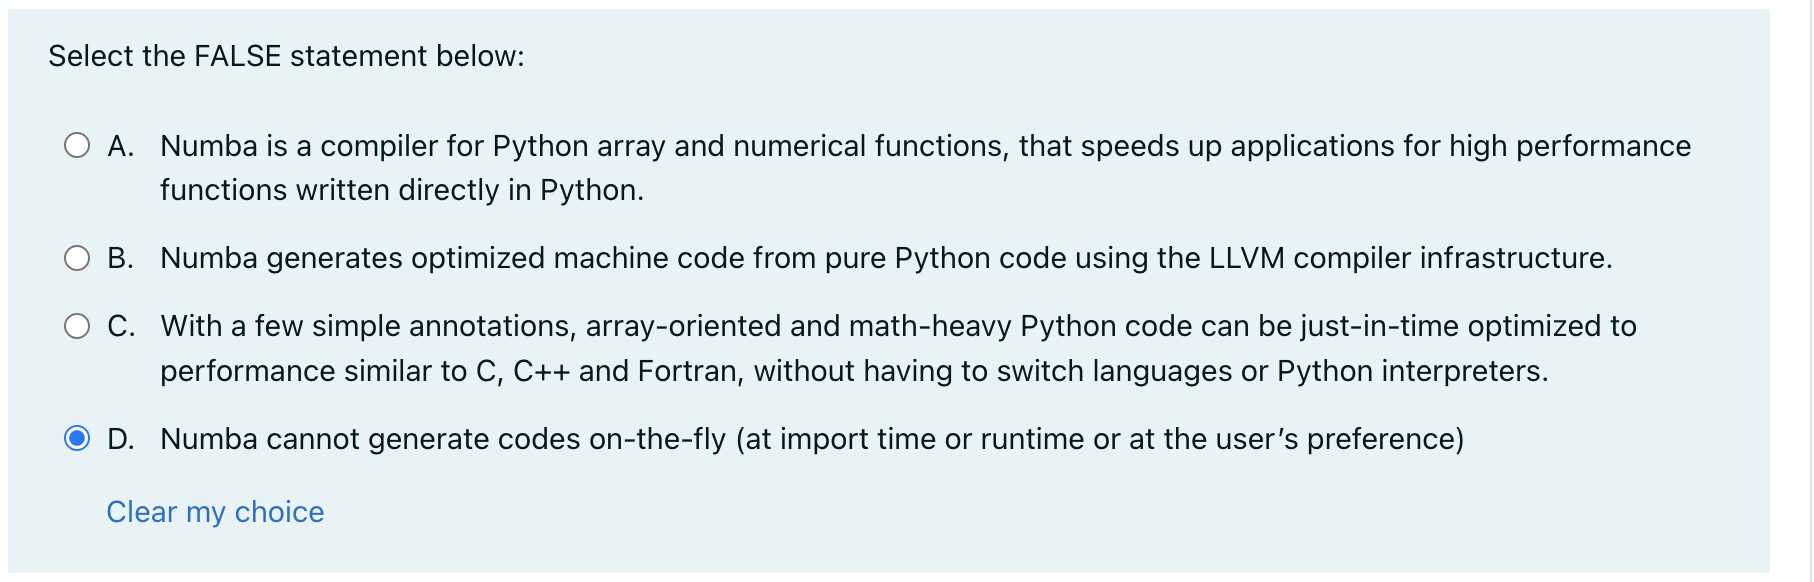 Select the FALSE statement below:
A. Numba is a compiler for Python array and numerical functions, that speeds up applications for high performance
functions written directly in Python.
B. Numba generates optimized machine code from pure Python code using the LLVM compiler infrastructure.
C. With a few simple annotations, array-oriented and math-heavy Python code can be just-in-time optimized to
performance similar to C, C++ and Fortran, without having to switch languages or Python interpreters.
D. Numba cannot generate codes on-the-fly (at import time or runtime or at the user’s preference)
Clear my choice